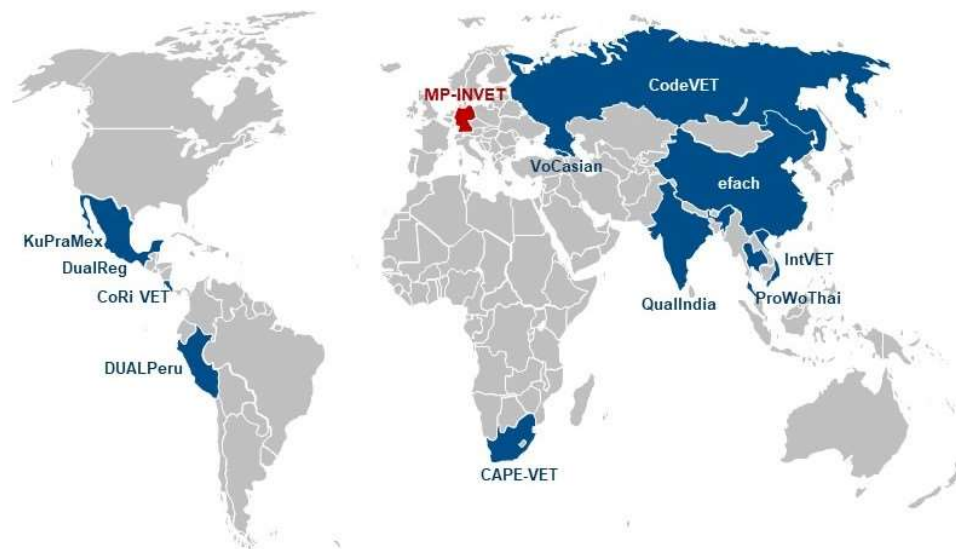 MP-INVET
CodeVET
VoCasian
efach
KuPraMex
DualReg
CoRi VET
IntVET
QualIndia
ProWoThai
DUALPeru
CAPE-VET